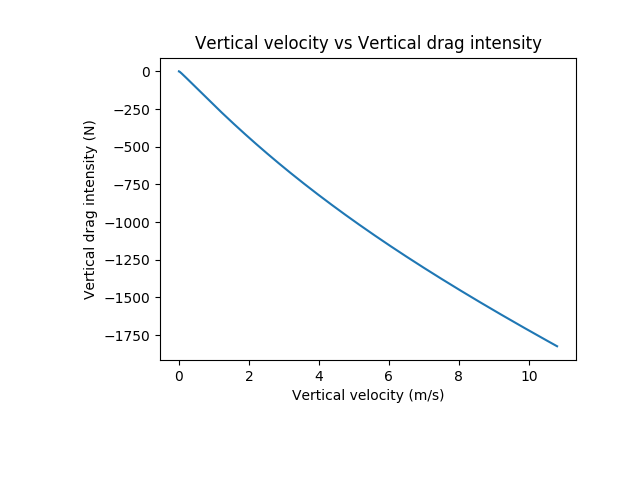 Vertical velocity vs Vertical drag intensity
0
−250
−500
−750
−1000
−1250
−1500
−1750
Vertical drag intensity (N)
0 2 4 6 8 10
Vertical velocity (m/s)